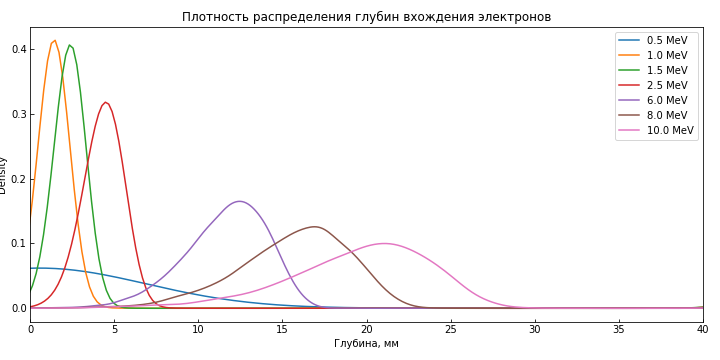 Плотность распределения глубин вхождения электронов
Density
0.4
0.3
0.2
0.1
0.0
0.5 MeV
1.0 MeV
1.5 MeV
2.5 MeV
6.0 MeV
8.0 MeV
10.0 MeV
0 5 10 15 20 25 30 35 40
Глубина, мм